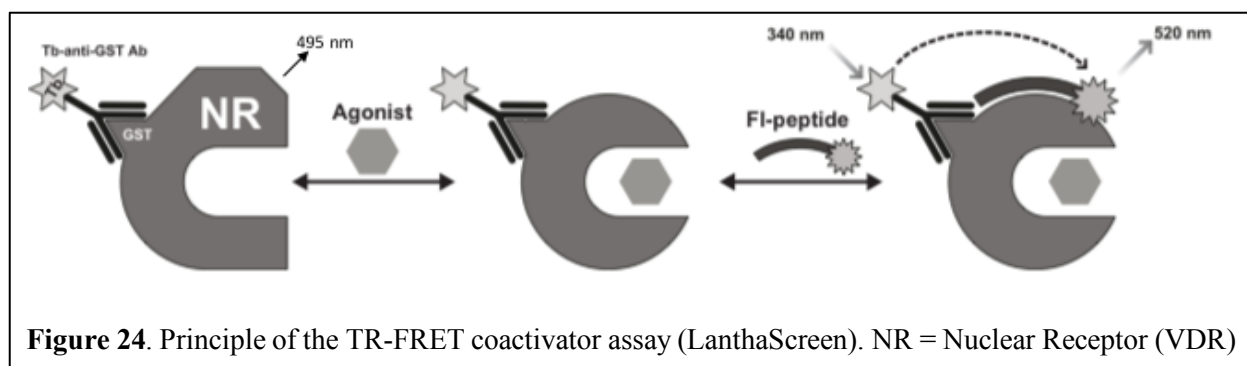 Tb-anti-GST Ab
495 nm
Tb
GST
NR
Agonist
Fl-peptide
340 nm
520 nm
Figure 24. Principle of the TR-FRET coactivator assay (LanthaScreen). NR = Nuclear Receptor (VDR)